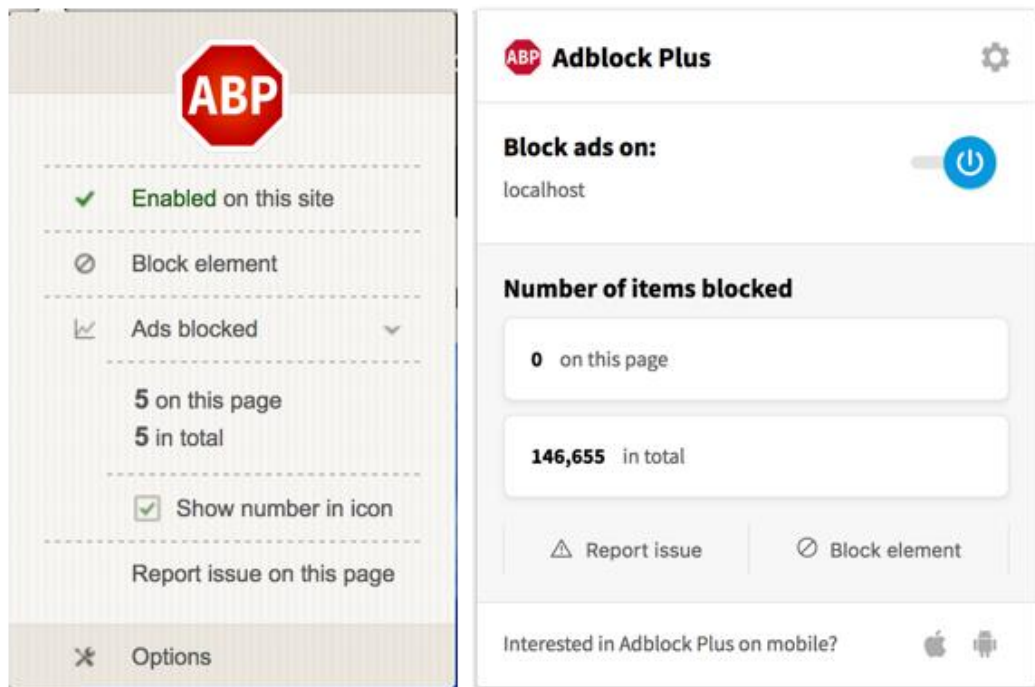 ABP
Enabled on this site
Block element
Ads blocked
5 on this page
5 in total
Show number in icon
Report issue on this page
Options
ABP Adblock Plus
Block ads on:
localhost
Number of items blocked
0 on this page
146,655 in total
Report issue
Block element
Interested in Adblock Plus on mobile?